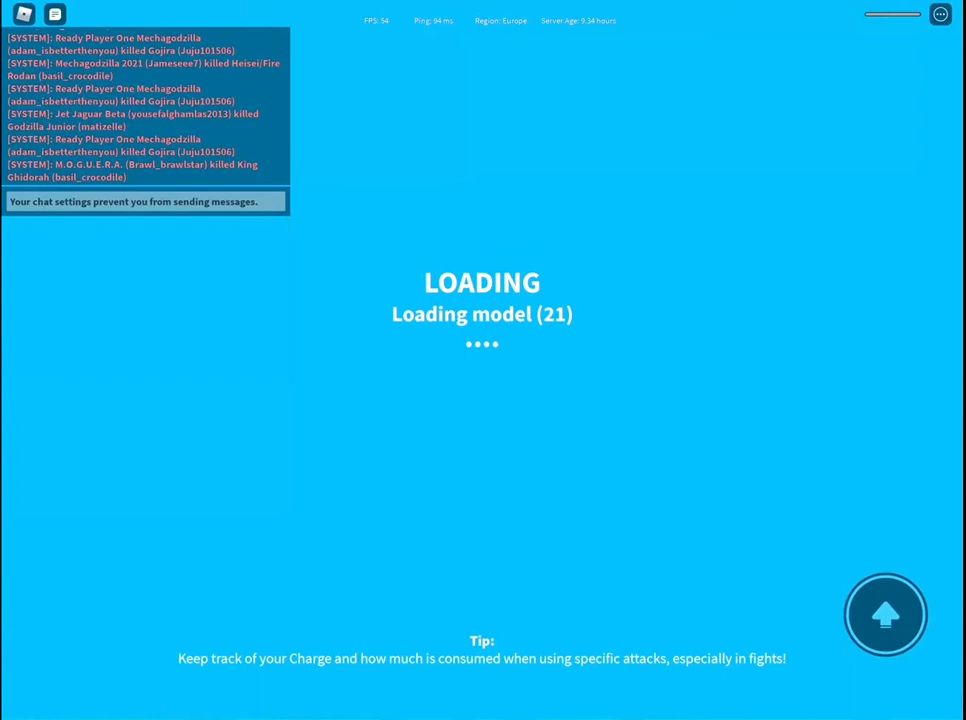 FPS: 54 Ping: 94 ms Region: Europe Server Age: 9.34 hours
[SYSTEM]: Ready Player One Mechagodzilla
(adam_isbetterthenyou) killed Gojira (Juju101506)
[SYSTEM]: Mechagodzilla 2021 (Jameseee7) killed Heisei/Fire
Rodan (basil_crocodile)
[SYSTEM]: Ready Player One Mechagodzilla
(adam_isbetterthenyou) killed Gojira (Juju101506)
[SYSTEM]: Jet Jaguar Beta (yousefalghamlas2013) killed
Godzilla Junior (matizelle)
[SYSTEM]: Ready Player One Mechagodzilla
(adam_isbetterthenyou) killed Gojira (Juju101506)
[SYSTEM]: M.O.G.U.E.R.A. (Brawl_brawlstar) killed King
Ghidorah (basil_crocodile)
Your chat settings prevent you from sending messages.
LOADING
Loading model (21)
••••
Tip:
Keep track of your Charge and how much is consumed when using specific attacks, especially in fights!